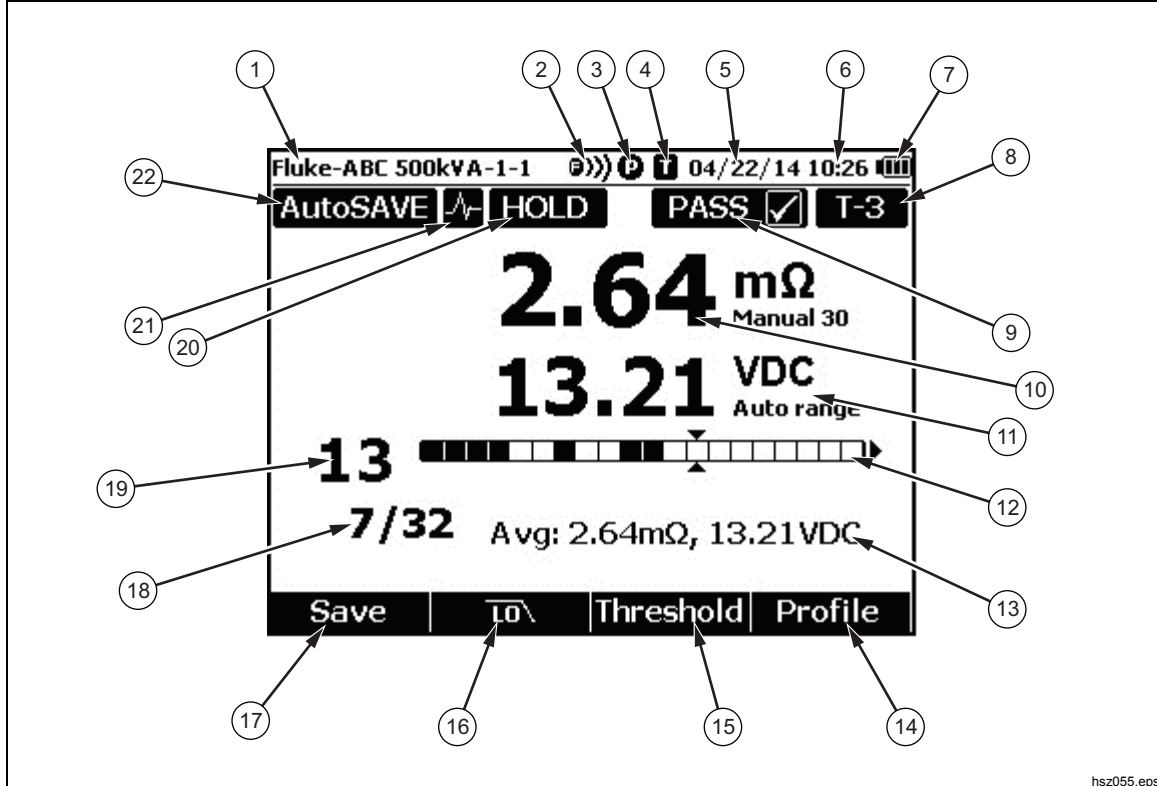 1 2 3 4 5 6 7
Fluke-ABC 500kVA-1-1 P T 04/22/14 10:26
8
22
AutoSAVE HOLD PASS T-3
2.64 mΩ
Manual 30
21
20
9
13.21 VDC
Auto range
10
11
13
19
12
7/32 Avg: 2.64mΩ, 13.21VDC
18
13
Save LO Threshold Profile
17 16 15 14
hsz055.eps